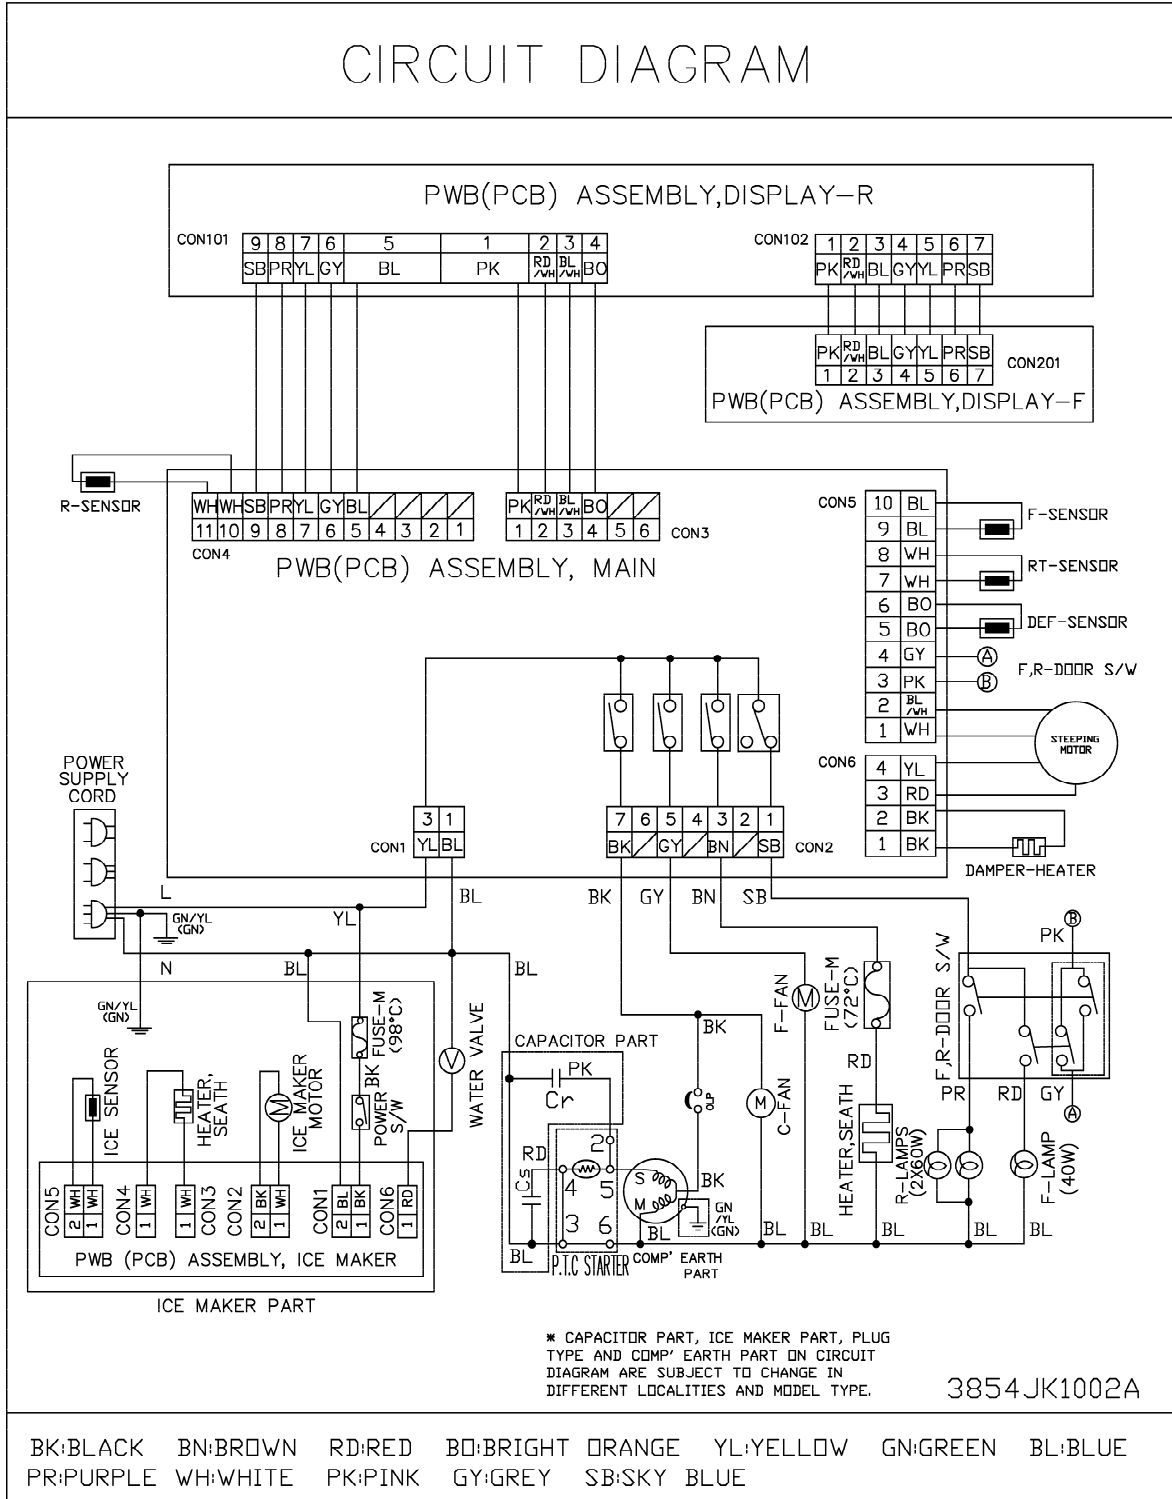 CIRCUIT DIAGRAM
PWB(PCB) ASSEMBLY,DISPLAY-R
CON101
9 8 7 6 5 1 2 3 4
SB PR YL GY BL PK RD/WH BL/WH BO
CON102
1 2 3 4 5 6 7
PK RD/WH BL GY YL PR SB
PK RD/WH BL GY YL PR SB
1 2 3 4 5 6 7
CON201
PWB(PCB) ASSEMBLY,DISPLAY-F
R-SENSOR
WH WH SB PR YL GY BL
11 10 9 8 7 6 5 4 3 2 1
CON4
PK RD/WH BL/WH BO
1 2 3 4 5 6
CON3
PWB(PCB) ASSEMBLY, MAIN
CON5
10 BL
9 BL
8 WH
7 WH
6 BO
5 BO
4 GY
3 PK
2 BL/WH
1 WH
F-SENSOR
RT-SENSOR
DEF-SENSOR
A
B
F,R-DOOR S/W
STEEPING
MOTOR
CON6
4 YL
3 RD
2 BK
1 BK
DAMPER-HEATER
POWER
SUPPLY
CORD
3 1
CON1 YL BL
7 6 5 4 3 2 1
BK GY BN SB CON2
L
GN/YL
(GN)
YL
BL
BK GY BN SB
N
BL
BL
GN/YL
(GN)
FUSE-M
(98°C)
BK
POWER
S/W
V
WATER VALVE
ICE SENSOR
HEATER,
SEATH
M
ICE MAKER
MOTOR
CON5
2 WH
1 WH
CON4
1 WH
1 WH
CON3
CON2
2 BK
1 WH
CON1
2 BL
1 BK
CON6
1 RD
PWB (PCB) ASSEMBLY, ICE MAKER
ICE MAKER PART
CAPACITOR PART
PK
Cr
RD
Cs
2
4 5
3 6
BL
P.T.C STARTER
S
M
BL
BK
OLP
BK
GN
/YL
(GN)
COMP' EARTH
PART
M
C-FAN
BL
M
F-FAN
BL
FUSE-M
(72°C)
RD
HEATER,SEATH
BL
F,R-DOOR S/W
B
PK
PR RD GY
A
R-LAMPS
(2X60W)
F-LAMP
(40W)
BL
BL
* CAPACITOR PART, ICE MAKER PART, PLUG
TYPE AND COMP' EARTH PART ON CIRCUIT
DIAGRAM ARE SUBJECT TO CHANGE IN
DIFFERENT LOCALITIES AND MODEL TYPE.
3854JK1002A
BK:BLACK BN:BROWN RD:RED BO:BRIGHT ORANGE YL:YELLOW GN:GREEN BL:BLUE
PR:PURPLE WH:WHITE PK:PINK GY:GREY SB:SKY BLUE